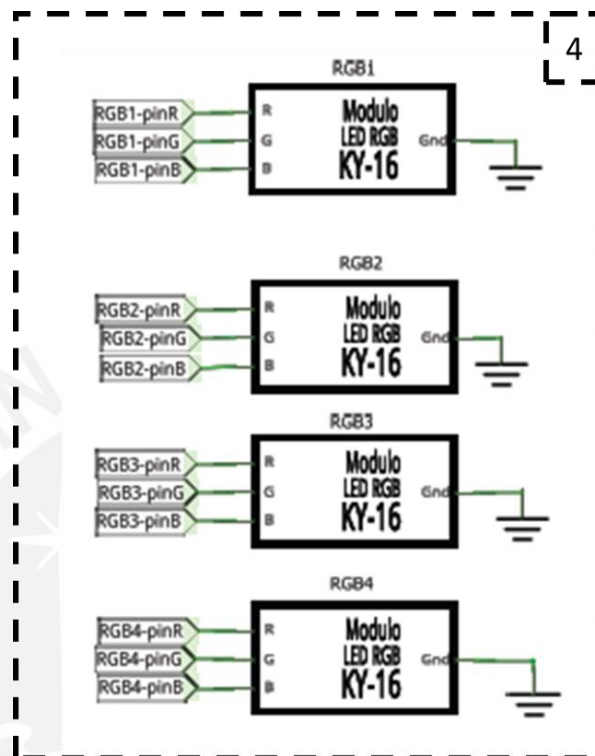 4
RGB1
RGB1-pinR
RGB1-pinG
RGB1-pinB
R
G
B
Modulo
LED RGB
KY-16
Gnd
RGB2
RGB2-pinR
RGB2-pinG
RGB2-pinB
R
G
B
Modulo
LED RGB
KY-16
Gnd
RGB3
RGB3-pinR
RGB3-pinG
RGB3-pinB
R
G
B
Modulo
LED RGB
KY-16
Gnd
RGB4
RGB4-pinR
RGB4-pinG
RGB4-pinB
R
G
B
Modulo
LED RGB
KY-16
Gnd